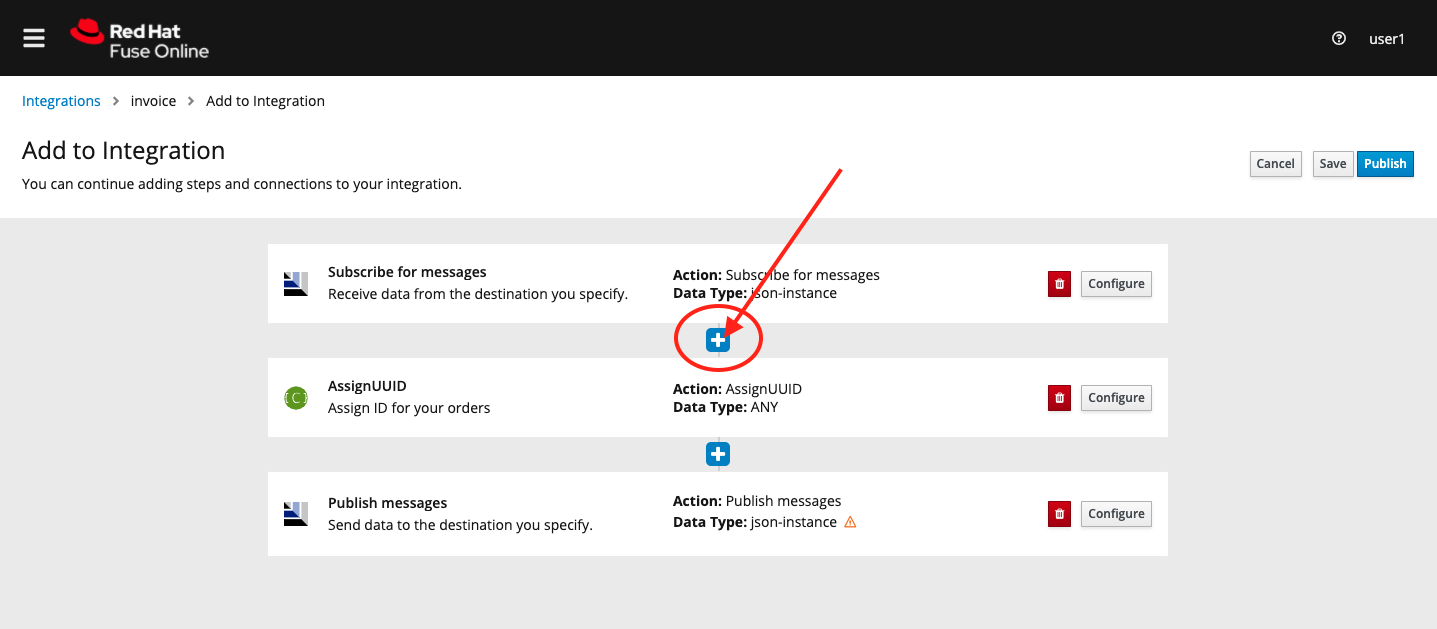 Red Hat
Fuse Online
user1
Integrations > invoice > Add to Integration
Add to Integration
You can continue adding steps and connections to your integration.
Cancel Save Publish
Subscribe for messages
Receive data from the destination you specify.
Action: Subscribe for messages
Data Type: json-instance
Configure
AssignUUID
Assign ID for your orders
Action: AssignUUID
Data Type: ANY
Configure
Publish messages
Send data to the destination you specify.
Action: Publish messages
Data Type: json-instance
Configure